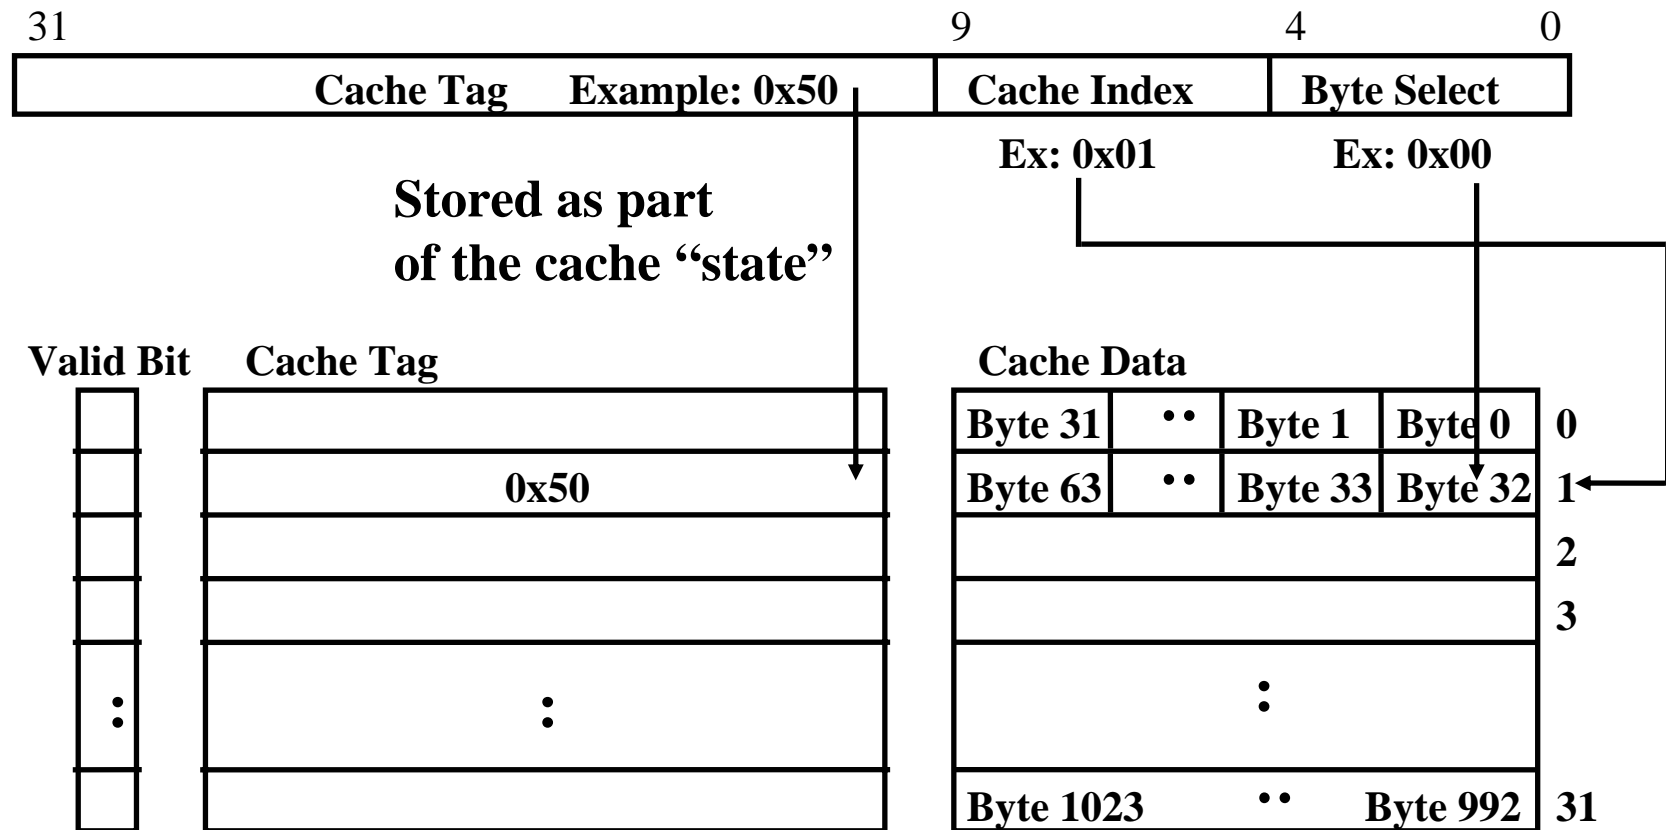 31 9 4 0
Cache Tag Example: 0x50 Cache Index Byte Select
Ex: 0x01 Ex: 0x00
Stored as part
of the cache “state”
Valid Bit Cache Tag Cache Data
Byte 31 ·· Byte 1 Byte 0 0
0x50 Byte 63 ·· Byte 33 Byte 32 1
2
3
: : :
Byte 1023 ·· Byte 992 31